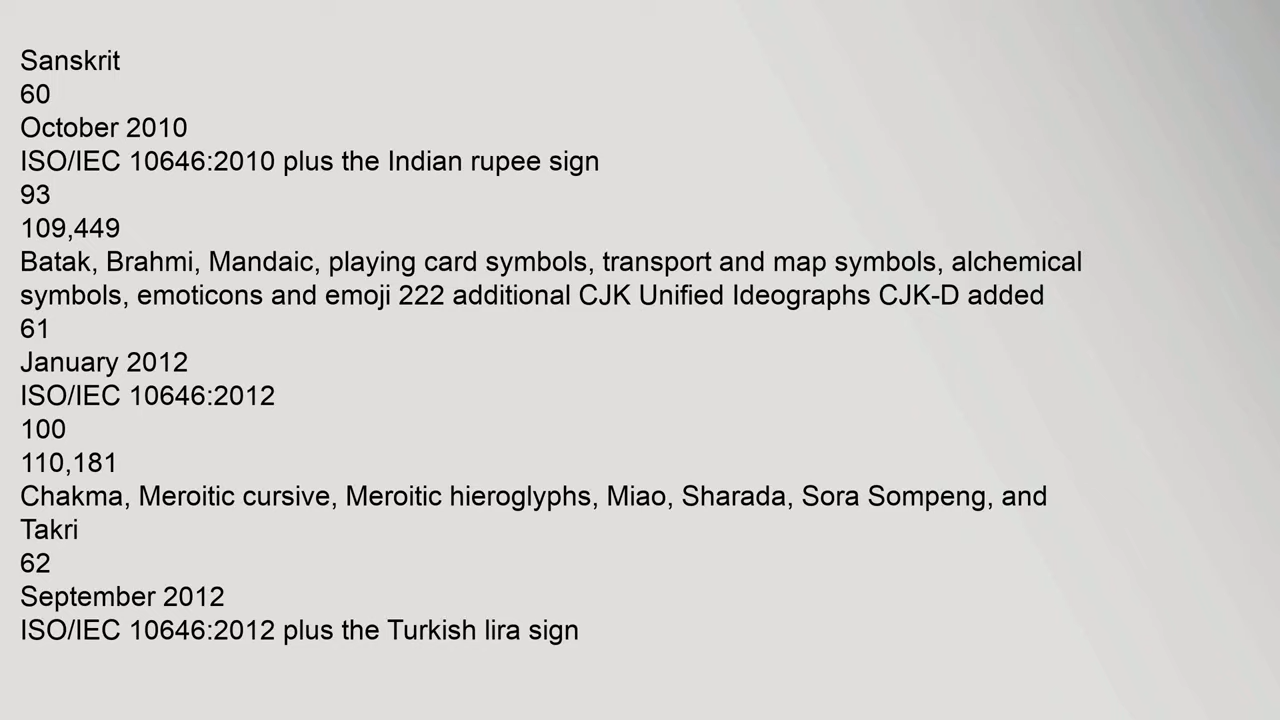 Sanskrit
60
October 2010
ISO/IEC 10646:2010 plus the Indian rupee sign
93
109,449
Batak, Brahmi, Mandaic, playing card symbols, transport and map symbols, alchemical
symbols, emoticons and emoji 222 additional CJK Unified Ideographs CJK-D added
61
January 2012
ISO/IEC 10646:2012
100
110,181
Chakma, Meroitic cursive, Meroitic hieroglyphs, Miao, Sharada, Sora Sompeng, and
Takri
62
September 2012
ISO/IEC 10646:2012 plus the Turkish lira sign